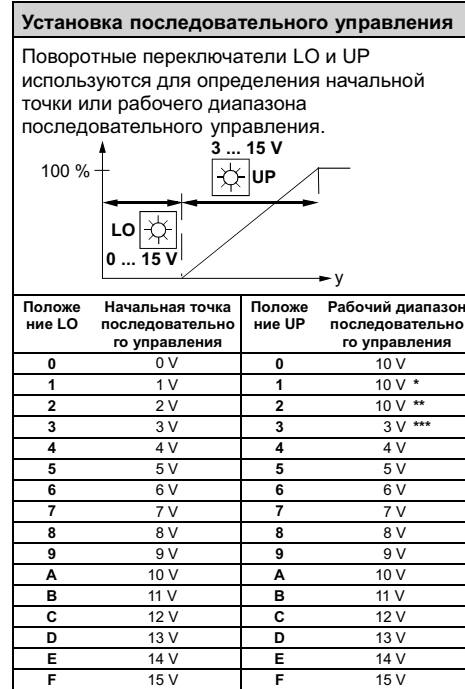 Установка последовательного управления
Поворотные переключатели LO и UP
используются для определения начальной
точки или рабочего диапазона
последовательного управления.
3 ... 15 V
100 %
UP
LO
0 ... 15 V
y
Положе
ние LO
Начальная точка
последовательно
го управления
Положе
ние UP
Рабочий диапазон
последовательно
го управления
0 0 V 0 10 V
1 1 V 1 10 V *
2 2 V 2 10 V **
3 3 V 3 3 V ***
4 4 V 4 4 V
5 5 V 5 5 V
6 6 V 6 6 V
7 7 V 7 7 V
8 8 V 8 8 V
9 9 V 9 9 V
A 10 V A 10 V
B 11 V B 11 V
C 12 V C 12 V
D 13 V D 13 V
E 14 V E 14 V
F 15 V F 15 V